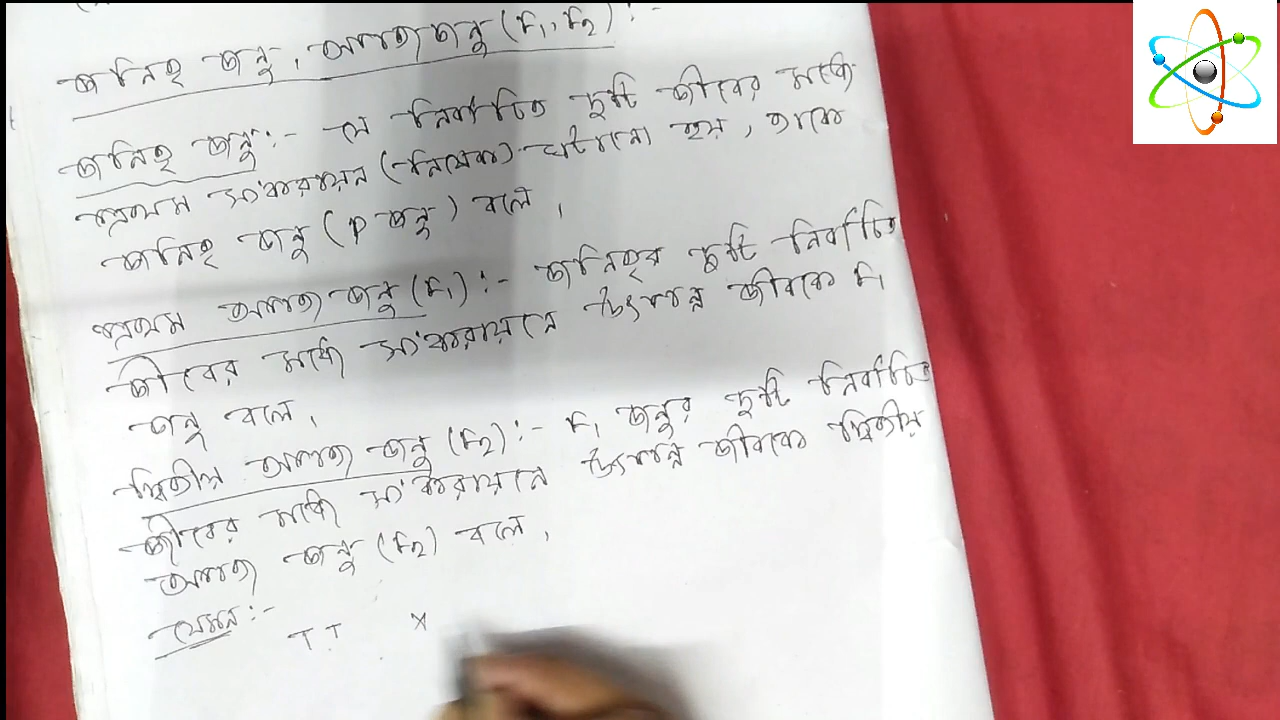 জনিতৃ জনু, অপত্য জনু (F₁, F₂) :-
জনিতৃ জনু :- যে নির্বাচিত দুটি জীবের মধ্যে
প্রথম সংকরায়ন (নিষেক) ঘটানো হয়, তাকে
জনিতৃ জনু (P জনু) বলে।
প্রথম অপত্য জনু (F₁) :- জনিতৃর দুটি নির্বাচিত
জীবের মধ্যে সংকরায়নে উৎপন্ন জীবকে F₁
জনু বলে।
দ্বিতীয় অপত্য জনু (F₂) :- F₁ জনুর দুটি নির্বাচিত
জীবের মধ্যে সংকরায়নে উৎপন্ন জীবকে দ্বিতীয়
অপত্য জনু (F₂) বলে।
যেমন :-
TT ×